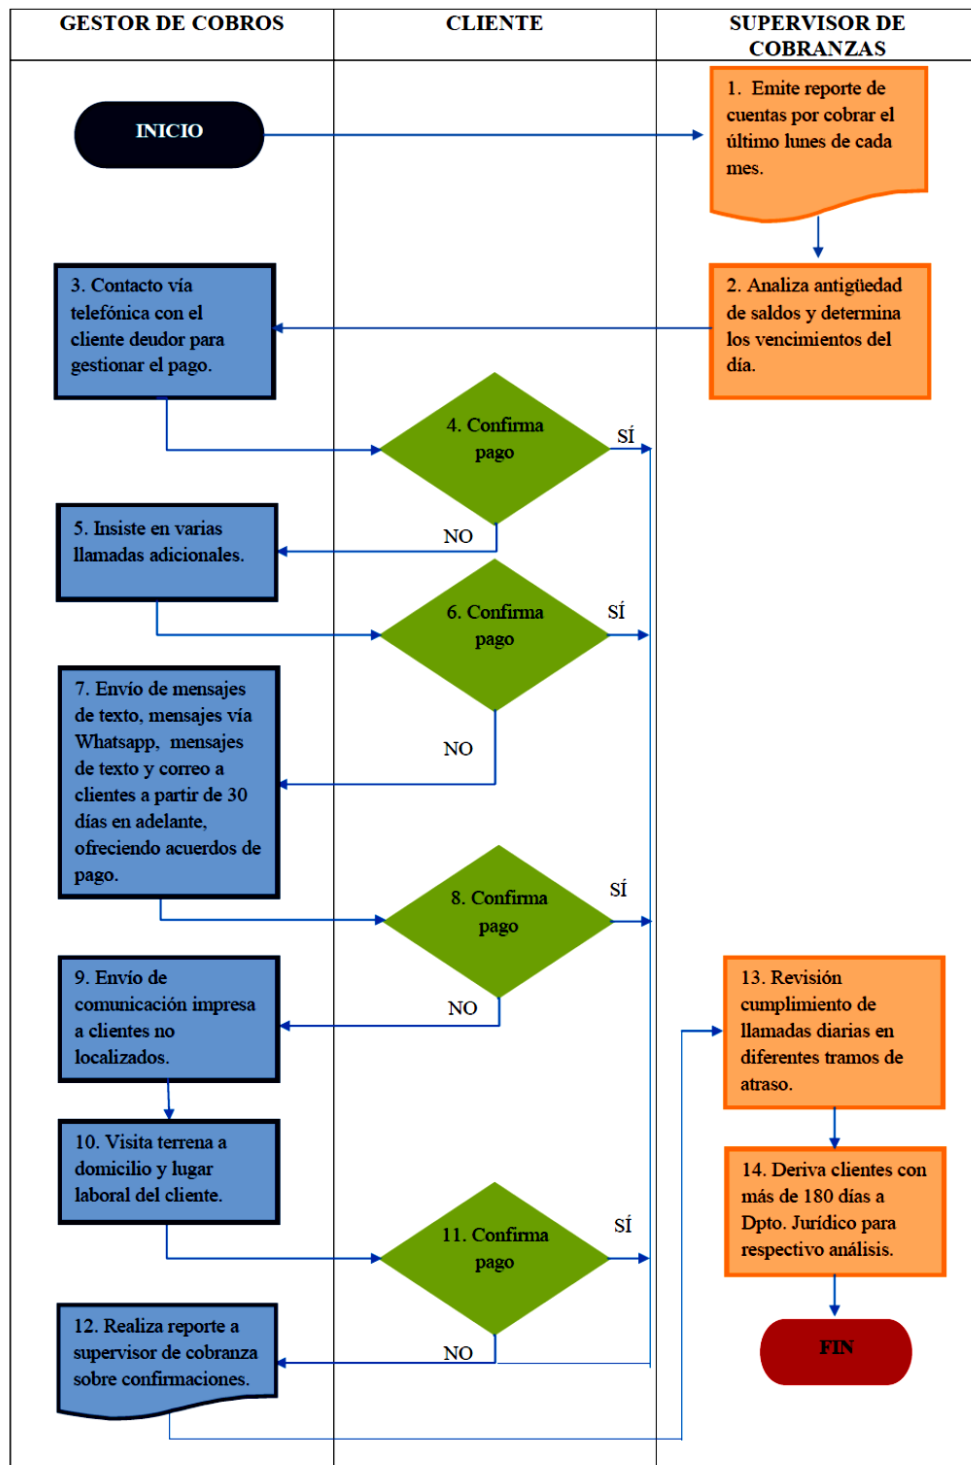 GESTOR DE COBROS
CLIENTE
SUPERVISOR DE
COBRANZAS
INICIO
1. Emite reporte de
cuentas por cobrar el
último lunes de cada
mes.
2. Analiza antigüedad
de saldos y determina
los vencimientos del
día.
3. Contacto vía
telefónica con el
cliente deudor para
gestionar el pago.
4. Confirma
pago
SÍ
NO
5. Insiste en varias
llamadas adicionales.
6. Confirma
pago
SÍ
NO
7. Envío de mensajes
de texto, mensajes vía
Whatsapp, mensajes
de texto y correo a
clientes a partir de 30
días en adelante,
ofreciendo acuerdos de
pago.
8. Confirma
pago
SÍ
NO
9. Envío de
comunicación impresa
a clientes no
localizados.
10. Visita terrena a
domicilio y lugar
laboral del cliente.
11. Confirma
pago
SÍ
NO
12. Realiza reporte a
supervisor de cobranza
sobre confirmaciones.
13. Revisión
cumplimiento de
llamadas diarias en
diferentes tramos de
atraso.
14. Deriva clientes con
más de 180 días a
Dpto. Jurídico para
respectivo análisis.
FIN